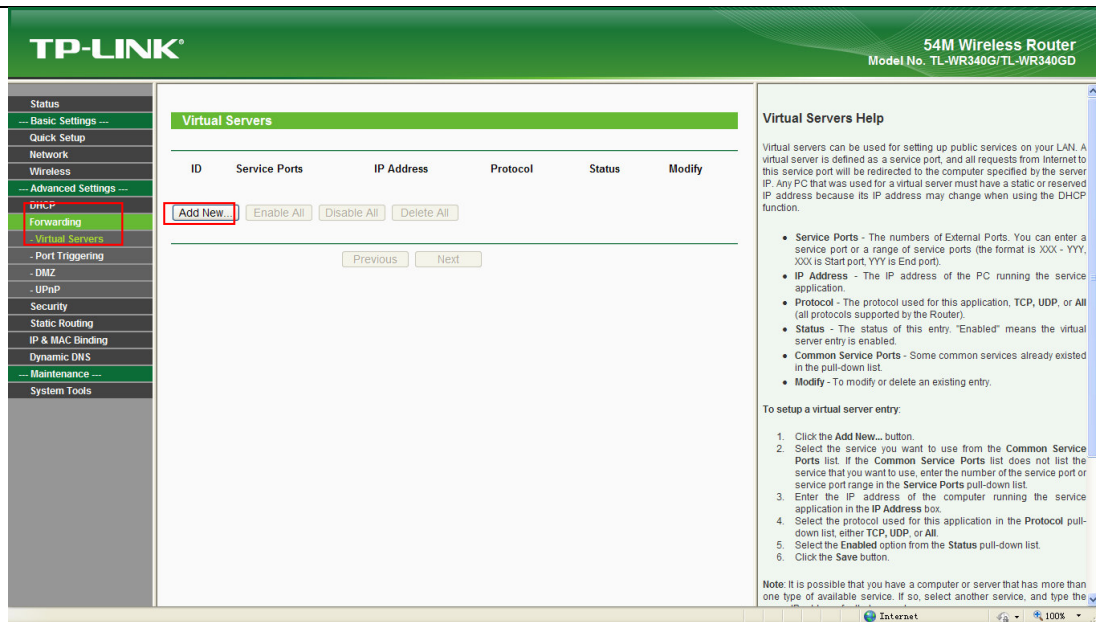 TP-LINK®
54M Wireless Router
Model No. TL-WR340G/TL-WR340GD
Status
--- Basic Settings ---
Quick Setup
Network
Wireless
--- Advanced Settings ---
DHCP
Forwarding
- Virtual Servers
- Port Triggering
- DMZ
- UPnP
Security
Static Routing
IP & MAC Binding
Dynamic DNS
--- Maintenance ---
System Tools
Virtual Servers
ID Service Ports IP Address Protocol Status Modify
Add New... Enable All Disable All Delete All
Previous Next
Virtual Servers Help
Virtual servers can be used for setting up public services on your LAN. A
virtual server is defined as a service port, and all requests from Internet to
this service port will be redirected to the computer specified by the server
IP. Any PC that was used for a virtual server must have a static or reserved
IP address because its IP address may change when using the DHCP
function.
• Service Ports - The numbers of External Ports. You can enter a
service port or a range of service ports (the format is XXX - YYY,
XXX is Start port, YYY is End port).
• IP Address - The IP address of the PC running the service
application.
• Protocol - The protocol used for this application, TCP, UDP, or All
(all protocols supported by the Router).
• Status - The status of this entry. "Enabled" means the virtual
server entry is enabled.
• Common Service Ports - Some common services already existed
in the pull-down list.
• Modify - To modify or delete an existing entry.
To setup a virtual server entry:
1. Click the Add New... button.
2. Select the service you want to use from the Common Service
Ports list. If the Common Service Ports list does not list the
service that you want to use, enter the number of the service port or
service port range in the Service Ports pull-down list.
3. Enter the IP address of the computer running the service
application in the IP Address box.
4. Select the protocol used for this application in the Protocol pull-
down list, either TCP, UDP, or All.
5. Select the Enabled option from the Status pull-down list.
6. Click the Save button.
Note: It is possible that you have a computer or server that has more than
one type of available service. If so, select another service, and type the
Internet 100%